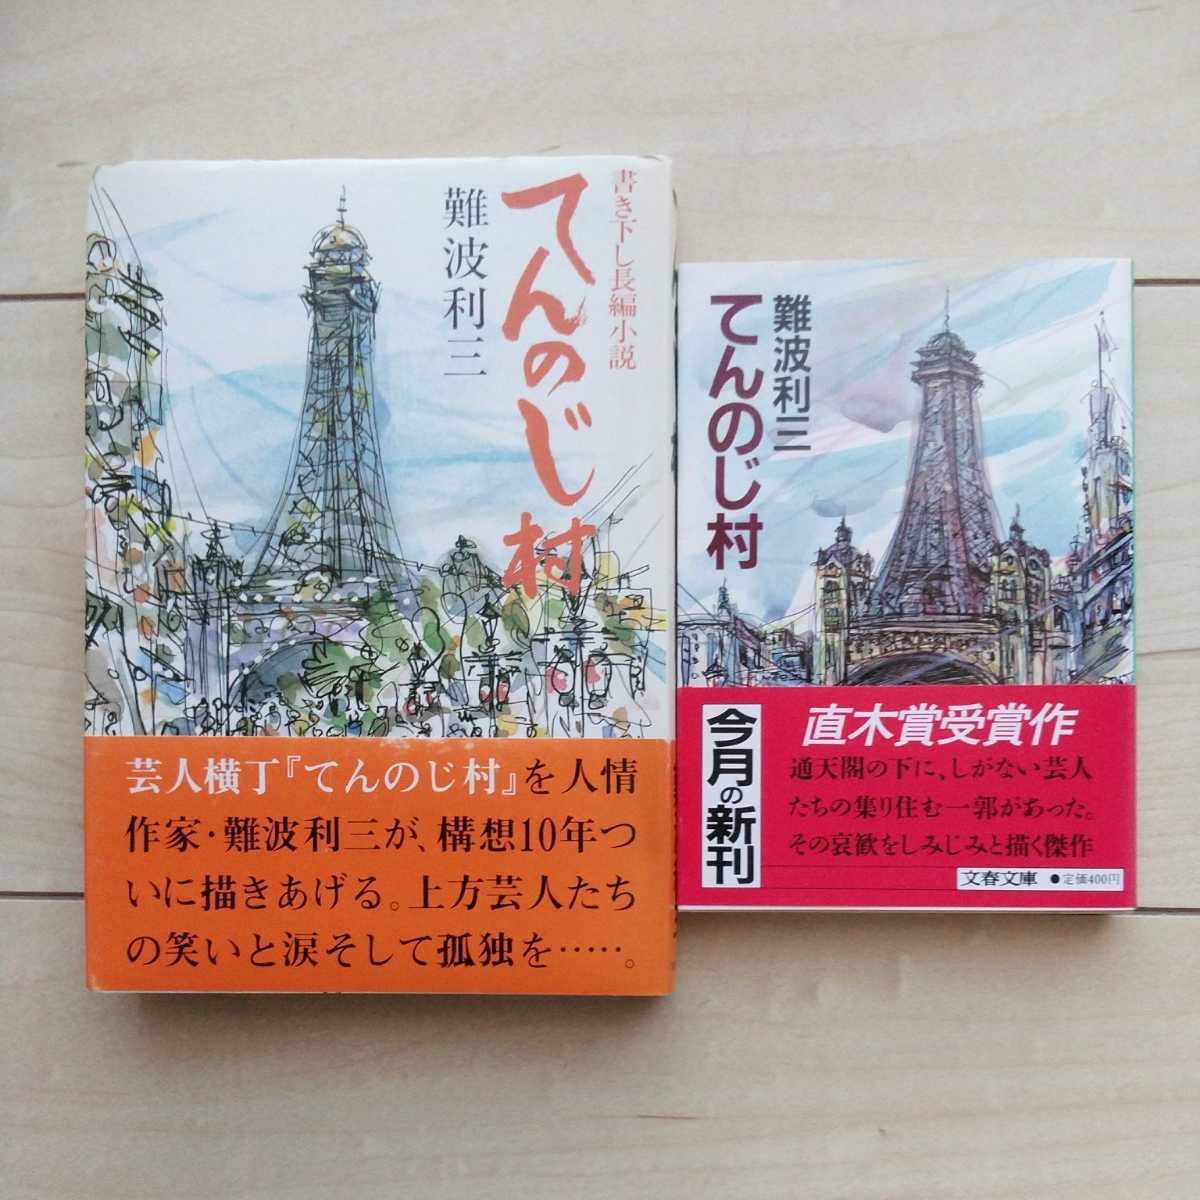 書き下し長編小説
てんのじ村
難波利三
芸人横丁『てんのじ村』を人情
作家・難波利三が、構想10年つ
いに描きあげる。上方芸人たち
の笑いと涙そして孤独を……。
難波利三
てんのじ村
今月の新刊
直木賞受賞作
通天閣の下に、しがない芸人
たちの集り住む一郭があった。
その哀歓をしみじみと描く傑作
文春文庫 ●定価400円